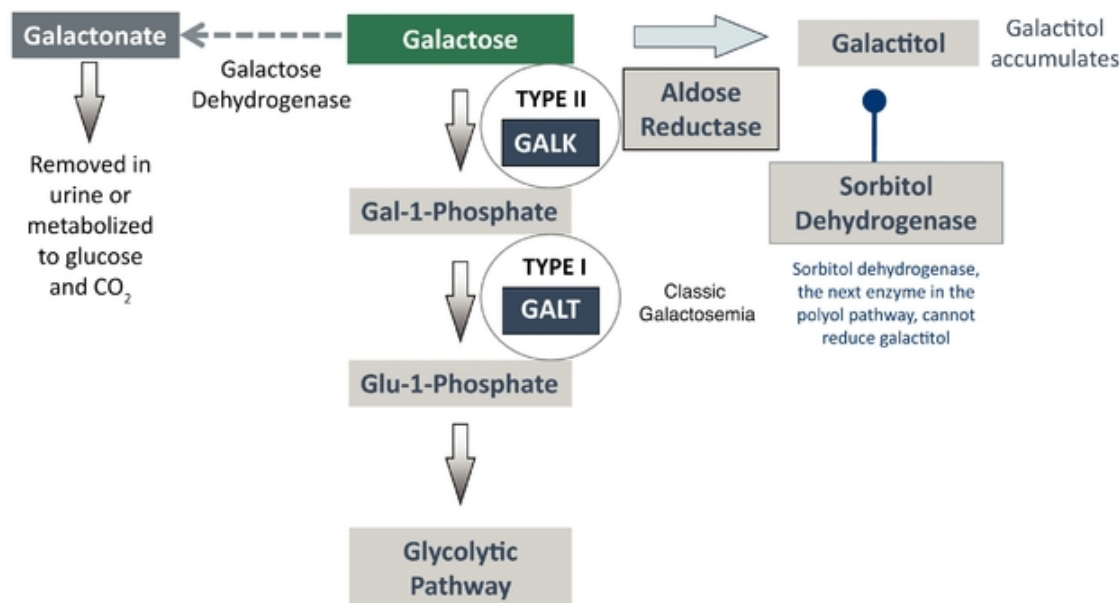 Galactonate
Galactose
Galactitol
Galactitol
accumulates
Galactose
Dehydrogenase
TYPE II
GALK
Aldose
Reductase
Removed in
urine or
metabolized
to glucose
and CO₂
Gal-1-Phosphate
Sorbitol
Dehydrogenase
TYPE I
GALT
Classic
Galactosemia
Sorbitol dehydrogenase,
the next enzyme in the
polyol pathway, cannot
reduce galactitol
Glu-1-Phosphate
Glycolytic
Pathway